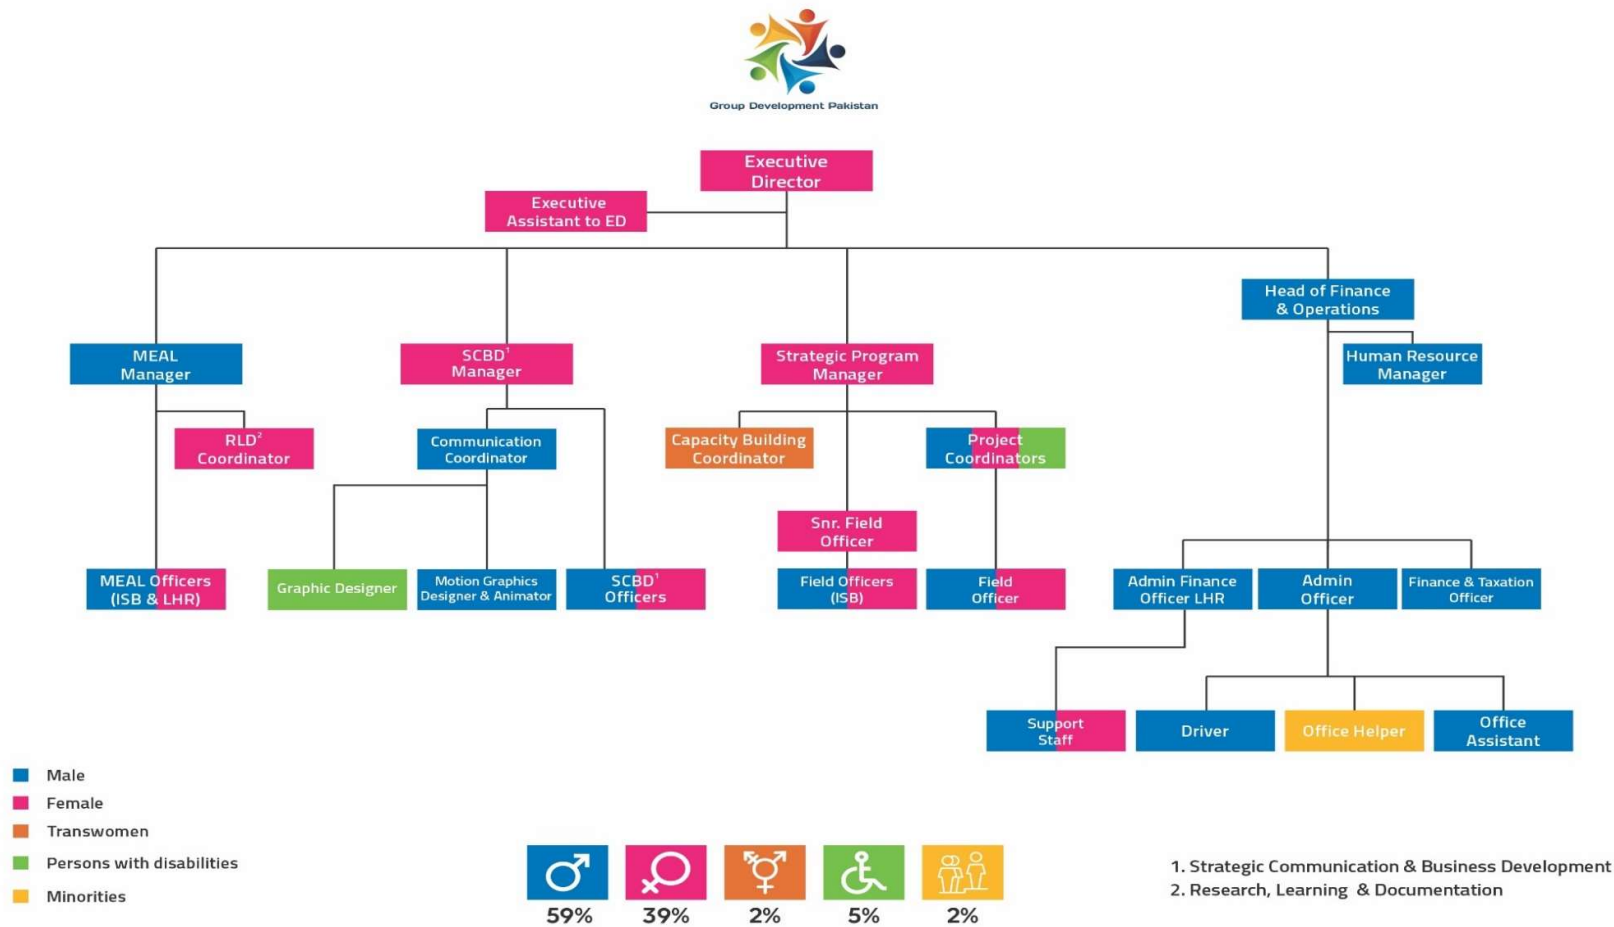 Group Development Pakistan
Executive
Director
Executive
Assistant to ED
Head of Finance
& Operations
MEAL
Manager
SCBD¹
Manager
Strategic Program
Manager
Human Resource
Manager
RLD²
Coordinator
Communication
Coordinator
Capacity Building
Coordinator
Project
Coordinators
Snr. Field
Officer
MEAL Officers
(ISB & LHR)
Graphic Designer
Motion Graphics
Designer & Animator
SCBD¹
Officers
Field Officers
(ISB)
Field
Officer
Admin Finance
Officer LHR
Admin
Officer
Finance & Taxation
Officer
Support
Staff
Driver
Office Helper
Office
Assistant
Male
Female
Transwomen
Persons with disabilities
Minorities
59%
39%
2%
5%
2%
1. Strategic Communication & Business Development
2. Research, Learning & Documentation